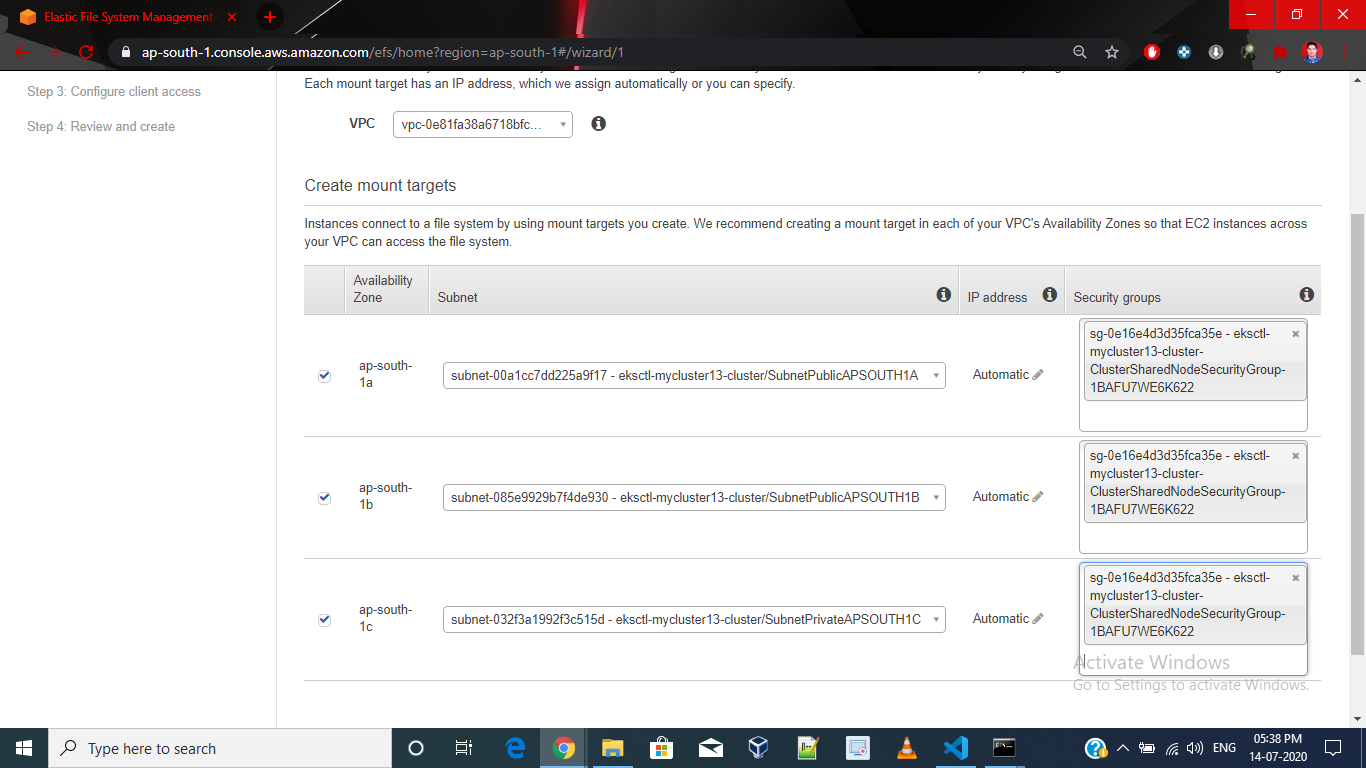 Elastic File System Management
ap-south-1.console.aws.amazon.com/efs/home?region=ap-south-1#/wizard/1
Step 3: Configure client access
Step 4: Review and create
Each mount target has an IP address, which we assign automatically or you can specify.
VPC
vpc-0e81fa38a6718bfc...
Create mount targets
Instances connect to a file system by using mount targets you create. We recommend creating a mount target in each of your VPC's Availability Zones so that EC2 instances across
your VPC can access the file system.
Availability
Zone
Subnet
IP address
Security groups
ap-south-
1a
subnet-00a1cc7dd225a9f17 - eksctl-mycluster13-cluster/SubnetPublicAPSOUTH1A
Automatic
sg-0e16e4d3d35fca35e - eksctl-
mycluster13-cluster-
ClusterSharedNodeSecurityGroup-
1BAFU7WE6K622
ap-south-
1b
subnet-085e9929b7f4de930 - eksctl-mycluster13-cluster/SubnetPublicAPSOUTH1B
Automatic
sg-0e16e4d3d35fca35e - eksctl-
mycluster13-cluster-
ClusterSharedNodeSecurityGroup-
1BAFU7WE6K622
ap-south-
1c
subnet-032f3a1992f3c515d - eksctl-mycluster13-cluster/SubnetPrivateAPSOUTH1C
Automatic
sg-0e16e4d3d35fca35e - eksctl-
mycluster13-cluster-
ClusterSharedNodeSecurityGroup-
1BAFU7WE6K622
Activate Windows
Go to Settings to activate Windows.
Type here to search
ENG
05:38 PM
14-07-2020